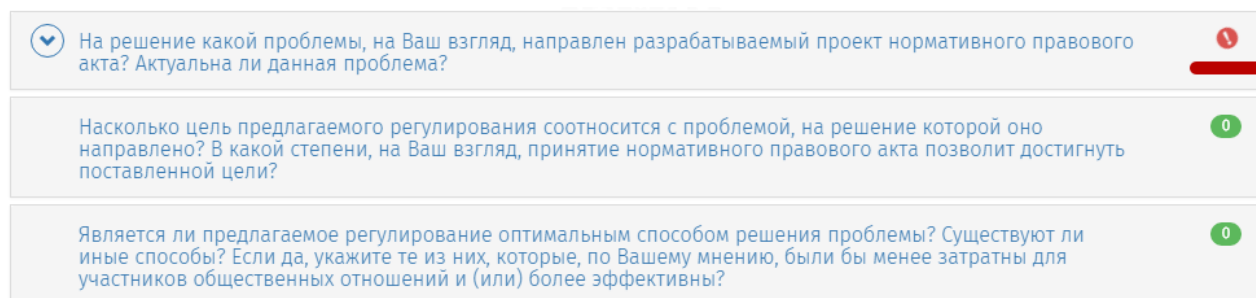 На решение какой проблемы, на Ваш взгляд, направлен разрабатываемый проект нормативного правового
акта? Актуальна ли данная проблема?
Насколько цель предлагаемого регулирования соотносится с проблемой, на решение которой оно
0
направлено? В какой степени, на Ваш взгляд, принятие нормативного правового акта позволит достигнуть
поставленной цели?
Является ли предлагаемое регулирование оптимальным способом решения проблемы? Существуют ли
0
иные способы? Если да, укажите те из них, которые, по Вашему мнению, были бы менее затратны для
участников общественных отношений и (или) более эффективны?